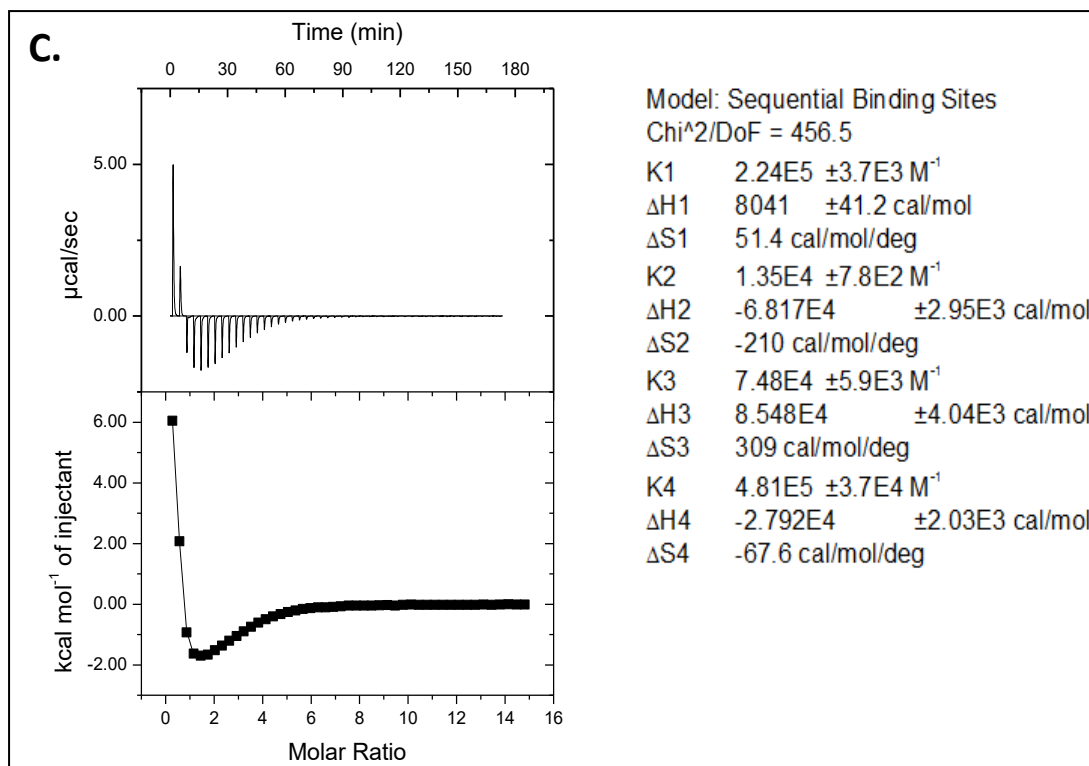 C.
Time (min)
0 30 60 90 120 150 180
5.00
0.00
µcal/sec
6.00
4.00
2.00
0.00
-2.00
kcal mol⁻¹ of injectant
0 2 4 6 8 10 12 14 16
Molar Ratio
Model: Sequential Binding Sites
Chi^2/DoF = 456.5
K1 2.24E5 ±3.7E3 M⁻¹
ΔH1 8041 ±41.2 cal/mol
ΔS1 51.4 cal/mol/deg
K2 1.35E4 ±7.8E2 M⁻¹
ΔH2 -6.817E4 ±2.95E3 cal/mol
ΔS2 -210 cal/mol/deg
K3 7.48E4 ±5.9E3 M⁻¹
ΔH3 8.548E4 ±4.04E3 cal/mol
ΔS3 309 cal/mol/deg
K4 4.81E5 ±3.7E4 M⁻¹
ΔH4 -2.792E4 ±2.03E3 cal/mol
ΔS4 -67.6 cal/mol/deg